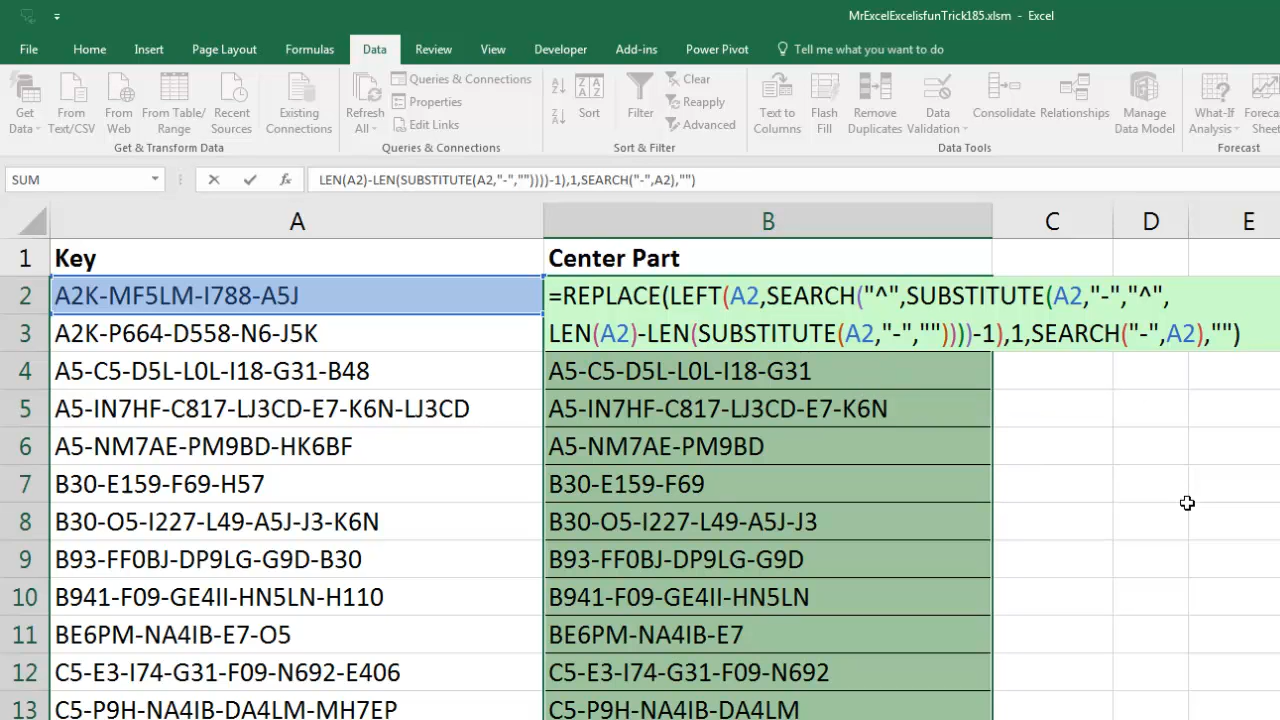 MrExcelExcelisfunTrick185.xlsm - Excel
File Home Insert Page Layout Formulas Data Review View Developer Add-ins Power Pivot Tell me what you want to do
Get Data From Text/CSV From Web From Table/ Range Recent Sources Existing Connections Refresh All Queries & Connections Properties Edit Links Sort Filter Clear Reapply Advanced Text to Columns Flash Fill Remove Duplicates Data Validation Consolidate Relationships Manage Data Model What-If Analysis Sheet
Get & Transform Data Queries & Connections Sort & Filter Data Tools Forecast
SUM fx LEN(A2)-LEN(SUBSTITUTE(A2,"-",""))))-1),1,SEARCH("-",A2),"")
A B C D E
1 Key Center Part
2 A2K-MF5LM-I788-A5J =REPLACE(LEFT(A2,SEARCH("^",SUBSTITUTE(A2,"-","^",
3 A2K-P664-D558-N6-J5K LEN(A2)-LEN(SUBSTITUTE(A2,"-",""))))-1),1,SEARCH("-",A2),"")
4 A5-C5-D5L-L0L-I18-G31-B48 A5-C5-D5L-L0L-I18-G31
5 A5-IN7HF-C817-LJ3CD-E7-K6N-LJ3CD A5-IN7HF-C817-LJ3CD-E7-K6N
6 A5-NM7AE-PM9BD-HK6BF A5-NM7AE-PM9BD
7 B30-E159-F69-H57 B30-E159-F69
8 B30-O5-I227-L49-A5J-J3-K6N B30-O5-I227-L49-A5J-J3
9 B93-FF0BJ-DP9LG-G9D-B30 B93-FF0BJ-DP9LG-G9D
10 B941-F09-GE4II-HN5LN-H110 B941-F09-GE4II-HN5LN
11 BE6PM-NA4IB-E7-O5 BE6PM-NA4IB-E7
12 C5-E3-I74-G31-F09-N692-E406 C5-E3-I74-G31-F09-N692
13 C5-P9H-NA4IB-DA4LM-MH7EP C5-P9H-NA4IB-DA4LM